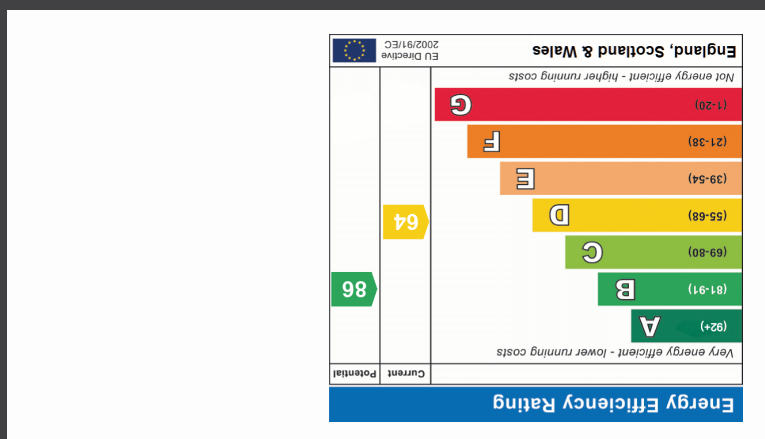 Energy Efficiency Rating
Current
Potential
Very energy efficient - lower running costs
(92+) A
(81-91) B
86
(69-80) C
(55-68) D
64
(39-54) E
(21-38) F
(1-20) G
Not energy efficient - higher running costs
England, Scotland & Wales
EU Directive
2002/91/EC